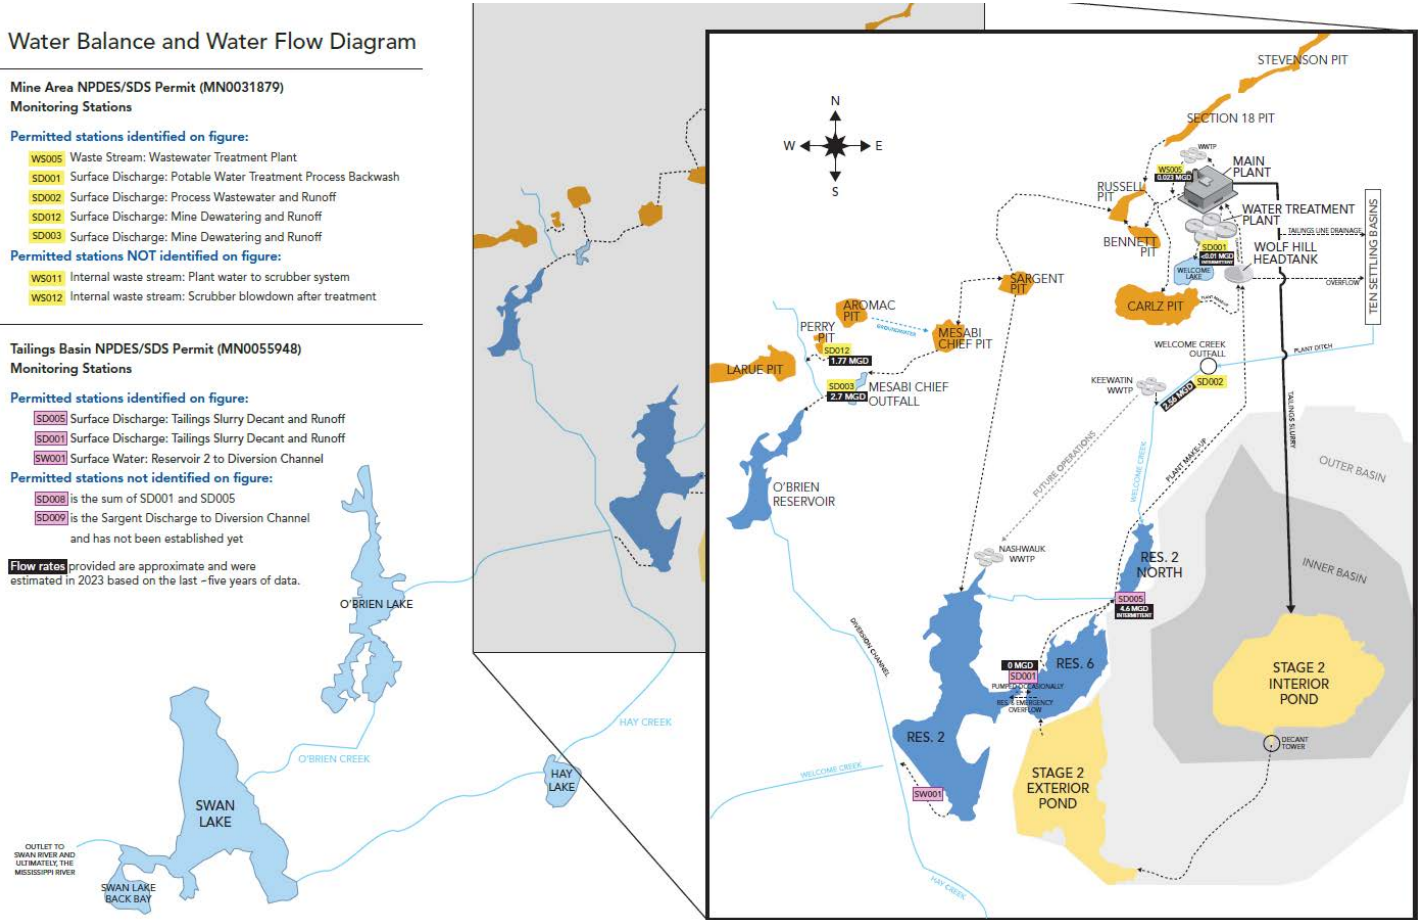 Water Balance and Water Flow Diagram
Mine Area NPDES/SDS Permit (MN0031879)
Monitoring Stations
Permitted stations identified on figure:
WS005 Waste Stream: Wastewater Treatment Plant
SD001 Surface Discharge: Potable Water Treatment Process Backwash
SD002 Surface Discharge: Process Wastewater and Runoff
SD012 Surface Discharge: Mine Dewatering and Runoff
SD003 Surface Discharge: Mine Dewatering and Runoff
Permitted stations NOT identified on figure:
WS011 Internal waste stream: Plant water to scrubber system
WS012 Internal waste stream: Scrubber blowdown after treatment
Tailings Basin NPDES/SDS Permit (MN0055948)
Monitoring Stations
Permitted stations identified on figure:
SD005 Surface Discharge: Tailings Slurry Decant and Runoff
SD001 Surface Discharge: Tailings Slurry Decant and Runoff
SW001 Surface Water: Reservoir 2 to Diversion Channel
Permitted stations not identified on figure:
SD008 is the sum of SD001 and SD005
SD009 is the Sargent Discharge to Diversion Channel
and has not been established yet
Flow rates provided are approximate and were
estimated in 2023 based on the last ~five years of data.
O'BRIEN LAKE
O'BRIEN CREEK
HAY CREEK
HAY
LAKE
SWAN
LAKE
OUTLET TO
SWAN RIVER AND
ULTIMATELY, THE
MISSISSIPPI RIVER
SWAN LAKE
BACK BAY
N
W
E
S
STEVENSON PIT
SECTION 18 PIT
WWTP
WS005
0.023 MGD
MAIN
PLANT
RUSSELL
PIT
WATER TREATMENT
PLANT
BENNETT
PIT
SD001
<0.01 MGD
INTERMITTENT
TAILINGS LINE DRAINAGE
WOLF HILL
HEADTANK
WELCOME
LAKE
OVERFLOW
TEN SETTLING BASINS
SARGENT
PIT
CARLZ PIT
PLANT MAKE-UP
AROMAC
PIT
GROUNDWATER
PERRY
PIT
MESABI
CHIEF PIT
SD012
1.77 MGD
LARUE PIT
SD003
2.7 MGD
MESABI CHIEF
OUTFALL
WELCOME CREEK
OUTFALL
PLANT DITCH
KEEWATIN
WWTP
SD002
2.56 MGD
TAILINGS SLURRY
FUTURE OPERATIONS
WELCOME CREEK
PLANT MAKE-UP
OUTER BASIN
O'BRIEN
RESERVOIR
NASHWAUK
WWTP
RES. 2
NORTH
INNER BASIN
SD005
4.6 MGD
INTERMITTENT
DIVERSION CHANNEL
0 MGD
SD001
PUMPED OCCASIONALLY
RES. 6 EMERGENCY
OVERFLOW
RES. 6
STAGE 2
INTERIOR
POND
RES. 2
DECANT
TOWER
WELCOME CREEK
STAGE 2
EXTERIOR
POND
SW001
HAY CREEK